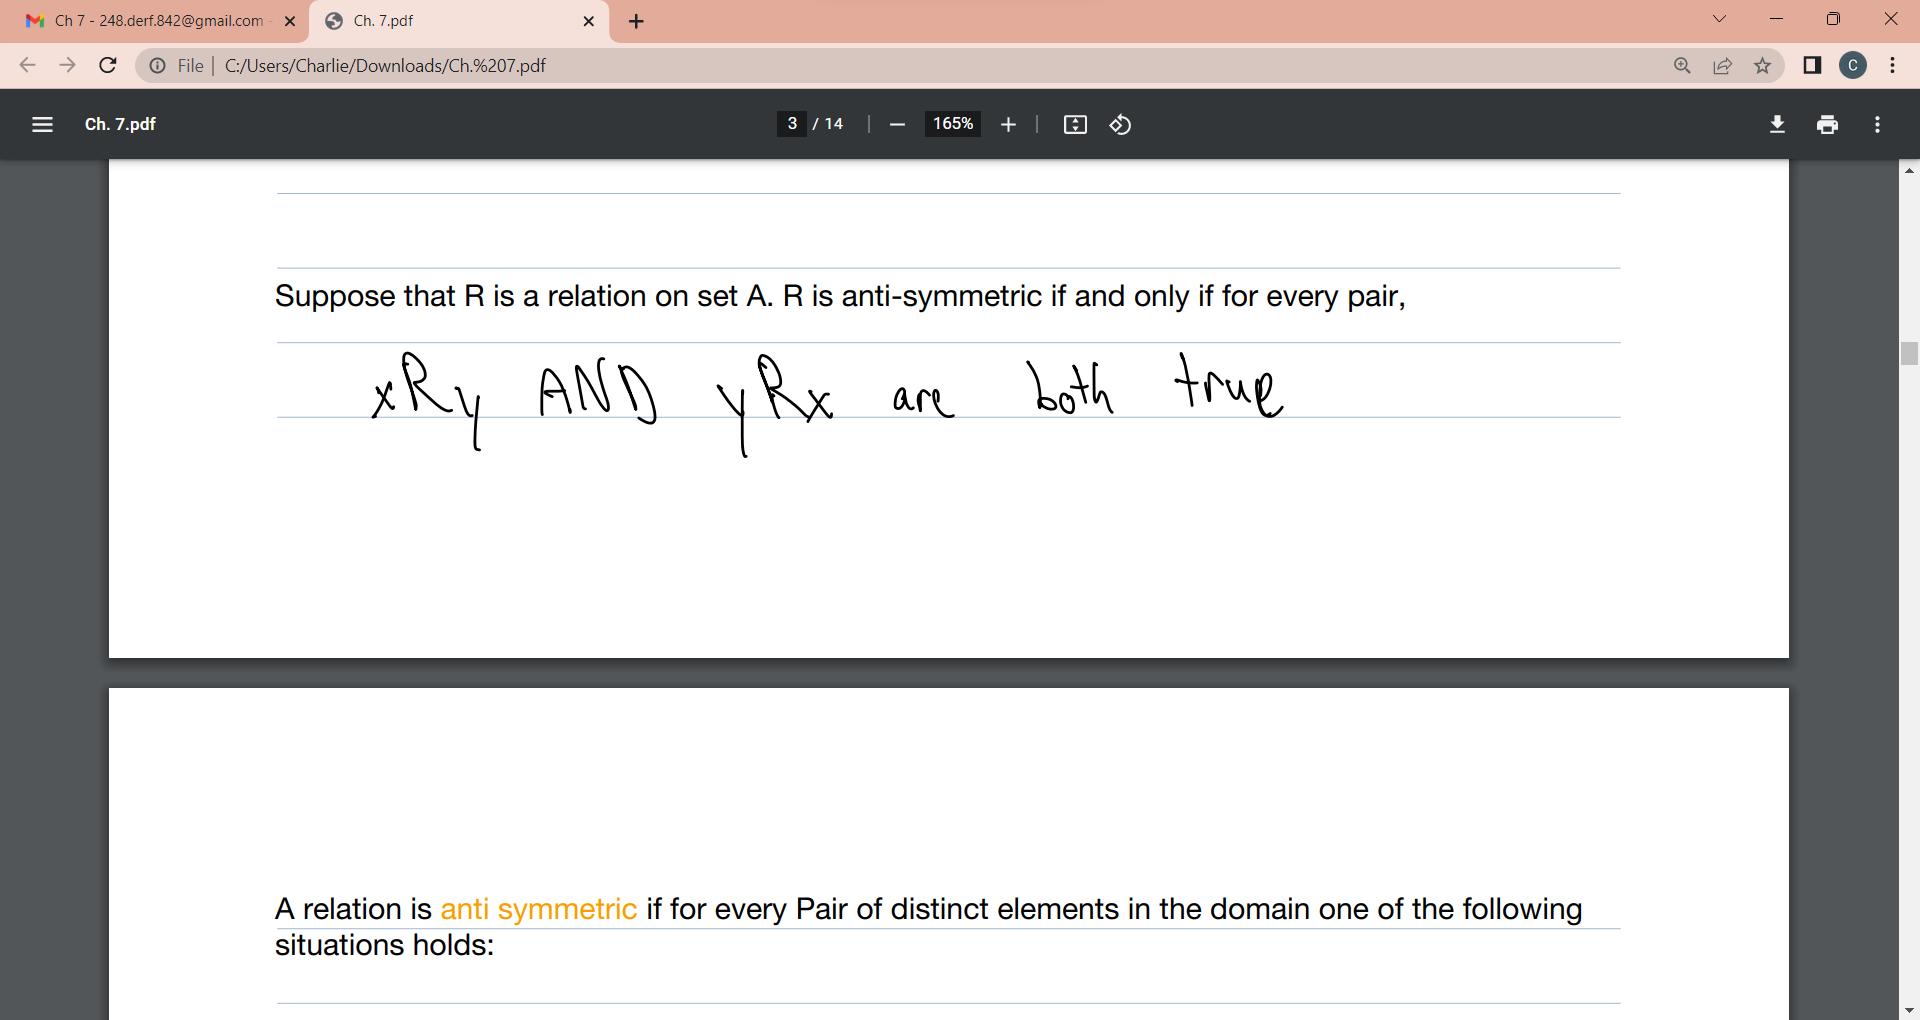 Ch 7 - 248.derf.842@gmail.com -
Ch. 7.pdf
File | C:/Users/Charlie/Downloads/Ch.%207.pdf
C
Ch. 7.pdf
3 / 14 | — 165% + |
Suppose that R is a relation on set A. R is anti-symmetric if and only if for every pair,
xRy AND yRx are both true
A relation is anti symmetric if for every Pair of distinct elements in the domain one of the following
situations holds: